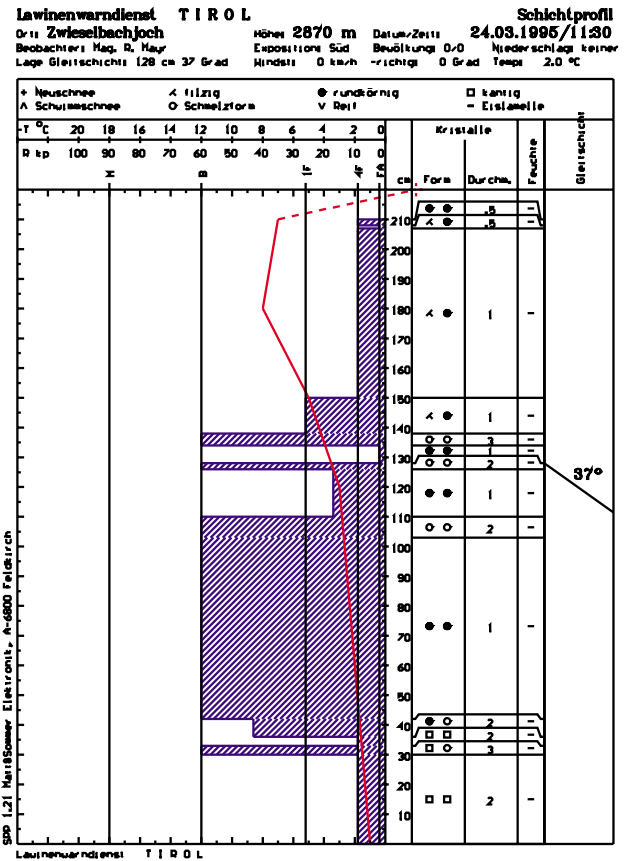 Lawinenwarndienst T I R O L Schichtprofil
Ort: Zwieselbachjoch Höhe: 2870 m Datum/Zeit: 24.03.1995/11:30
Beobachter: Mag. R. Mayr Exposition: Süd Bewölkung: 0/0 Niederschlag: keiner
Lage Gleitschicht: 128 cm 37 Grad Windst: 0 km/h -richtg: 0 Grad Temp: 2.0 °C
+ Neuschnee filzig rundkörnig kantig
Λ Schwimmschnee Schmelzform V Reif - Eislamelle
-T °C 20 18 16 14 12 10 8 6 4 2 0 Kristalle
R kp 100 90 80 70 60 50 40 30 20 10 0
K B 1F 4F FA cm Form Durchm. Feuchte Gleitschicht
.5 -
210 .5 -
200
190
180 1 -
170
160
150
140 1 -
3 -
130 1 -
2 -
37°
120 1 -
110
2 -
100
90
80
70 1 -
60
50
40 2 -
2 -
30 3 -
20
2 -
10
SPP 1.21 Matt&Sommer Elektronik, A-6800 Feldkirch
Lawinenwarndienst T I R O L